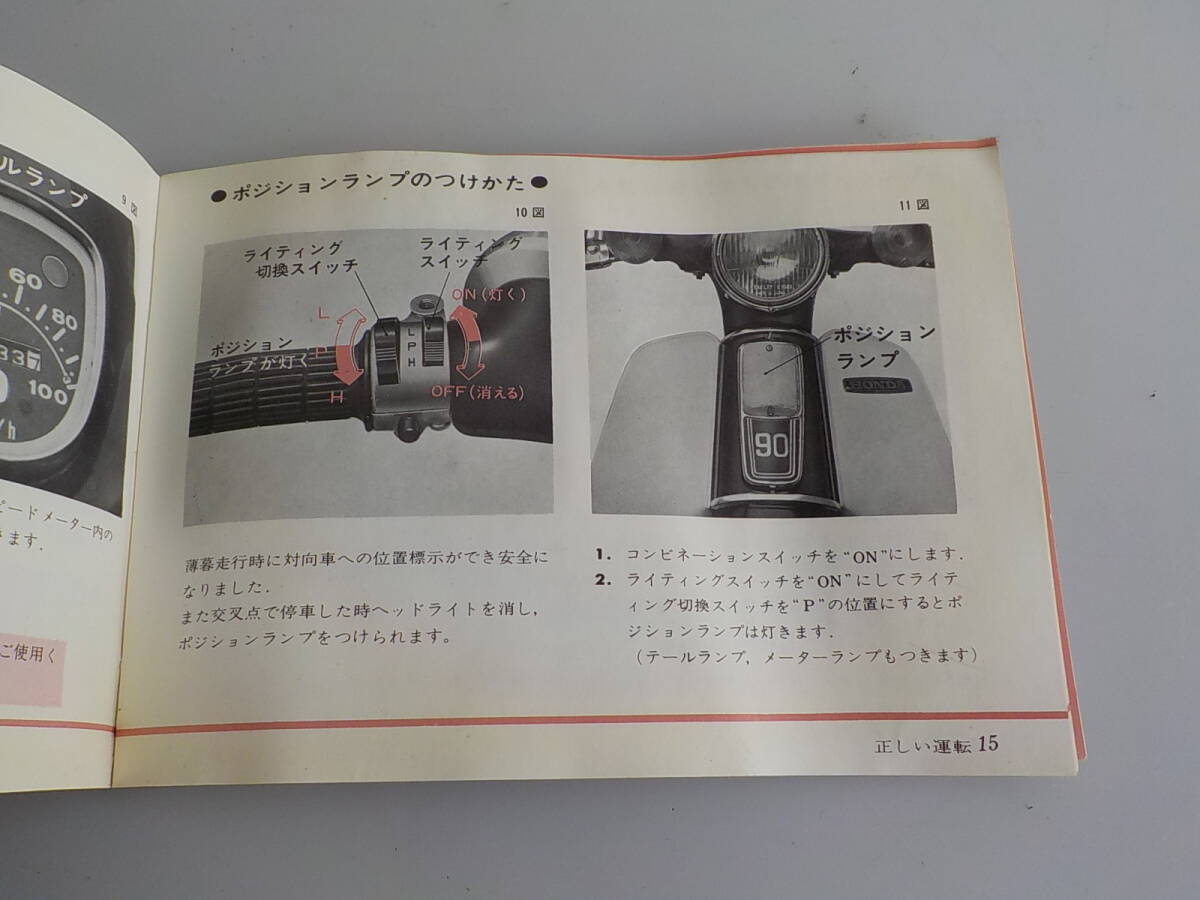 ルランプ
9図
60
80
100
33
/h
ピードメーター内の
きます.
ご使用く
●ポジションランプのつけかた●
10図
ライティング
切換スイッチ
ライティング
スイッチ
L
ON(灯く)
ポジション
ランプが灯く
P
H
L
P
H
OFF(消える)
薄暮走行時に対向車への位置標示ができ安全に
なりました.
また交叉点で停車した時ヘッドライトを消し,
ポジションランプをつけられます。
11図
ポジション
ランプ
HONDA
90
1. コンビネーションスイッチを“ON”にします.
2. ライティングスイッチを“ON”にしてライテ
ィング切換スイッチを“P”の位置にするとポ
ジションランプは灯きます.
(テールランプ, メーターランプもつきます)
正しい運転 15